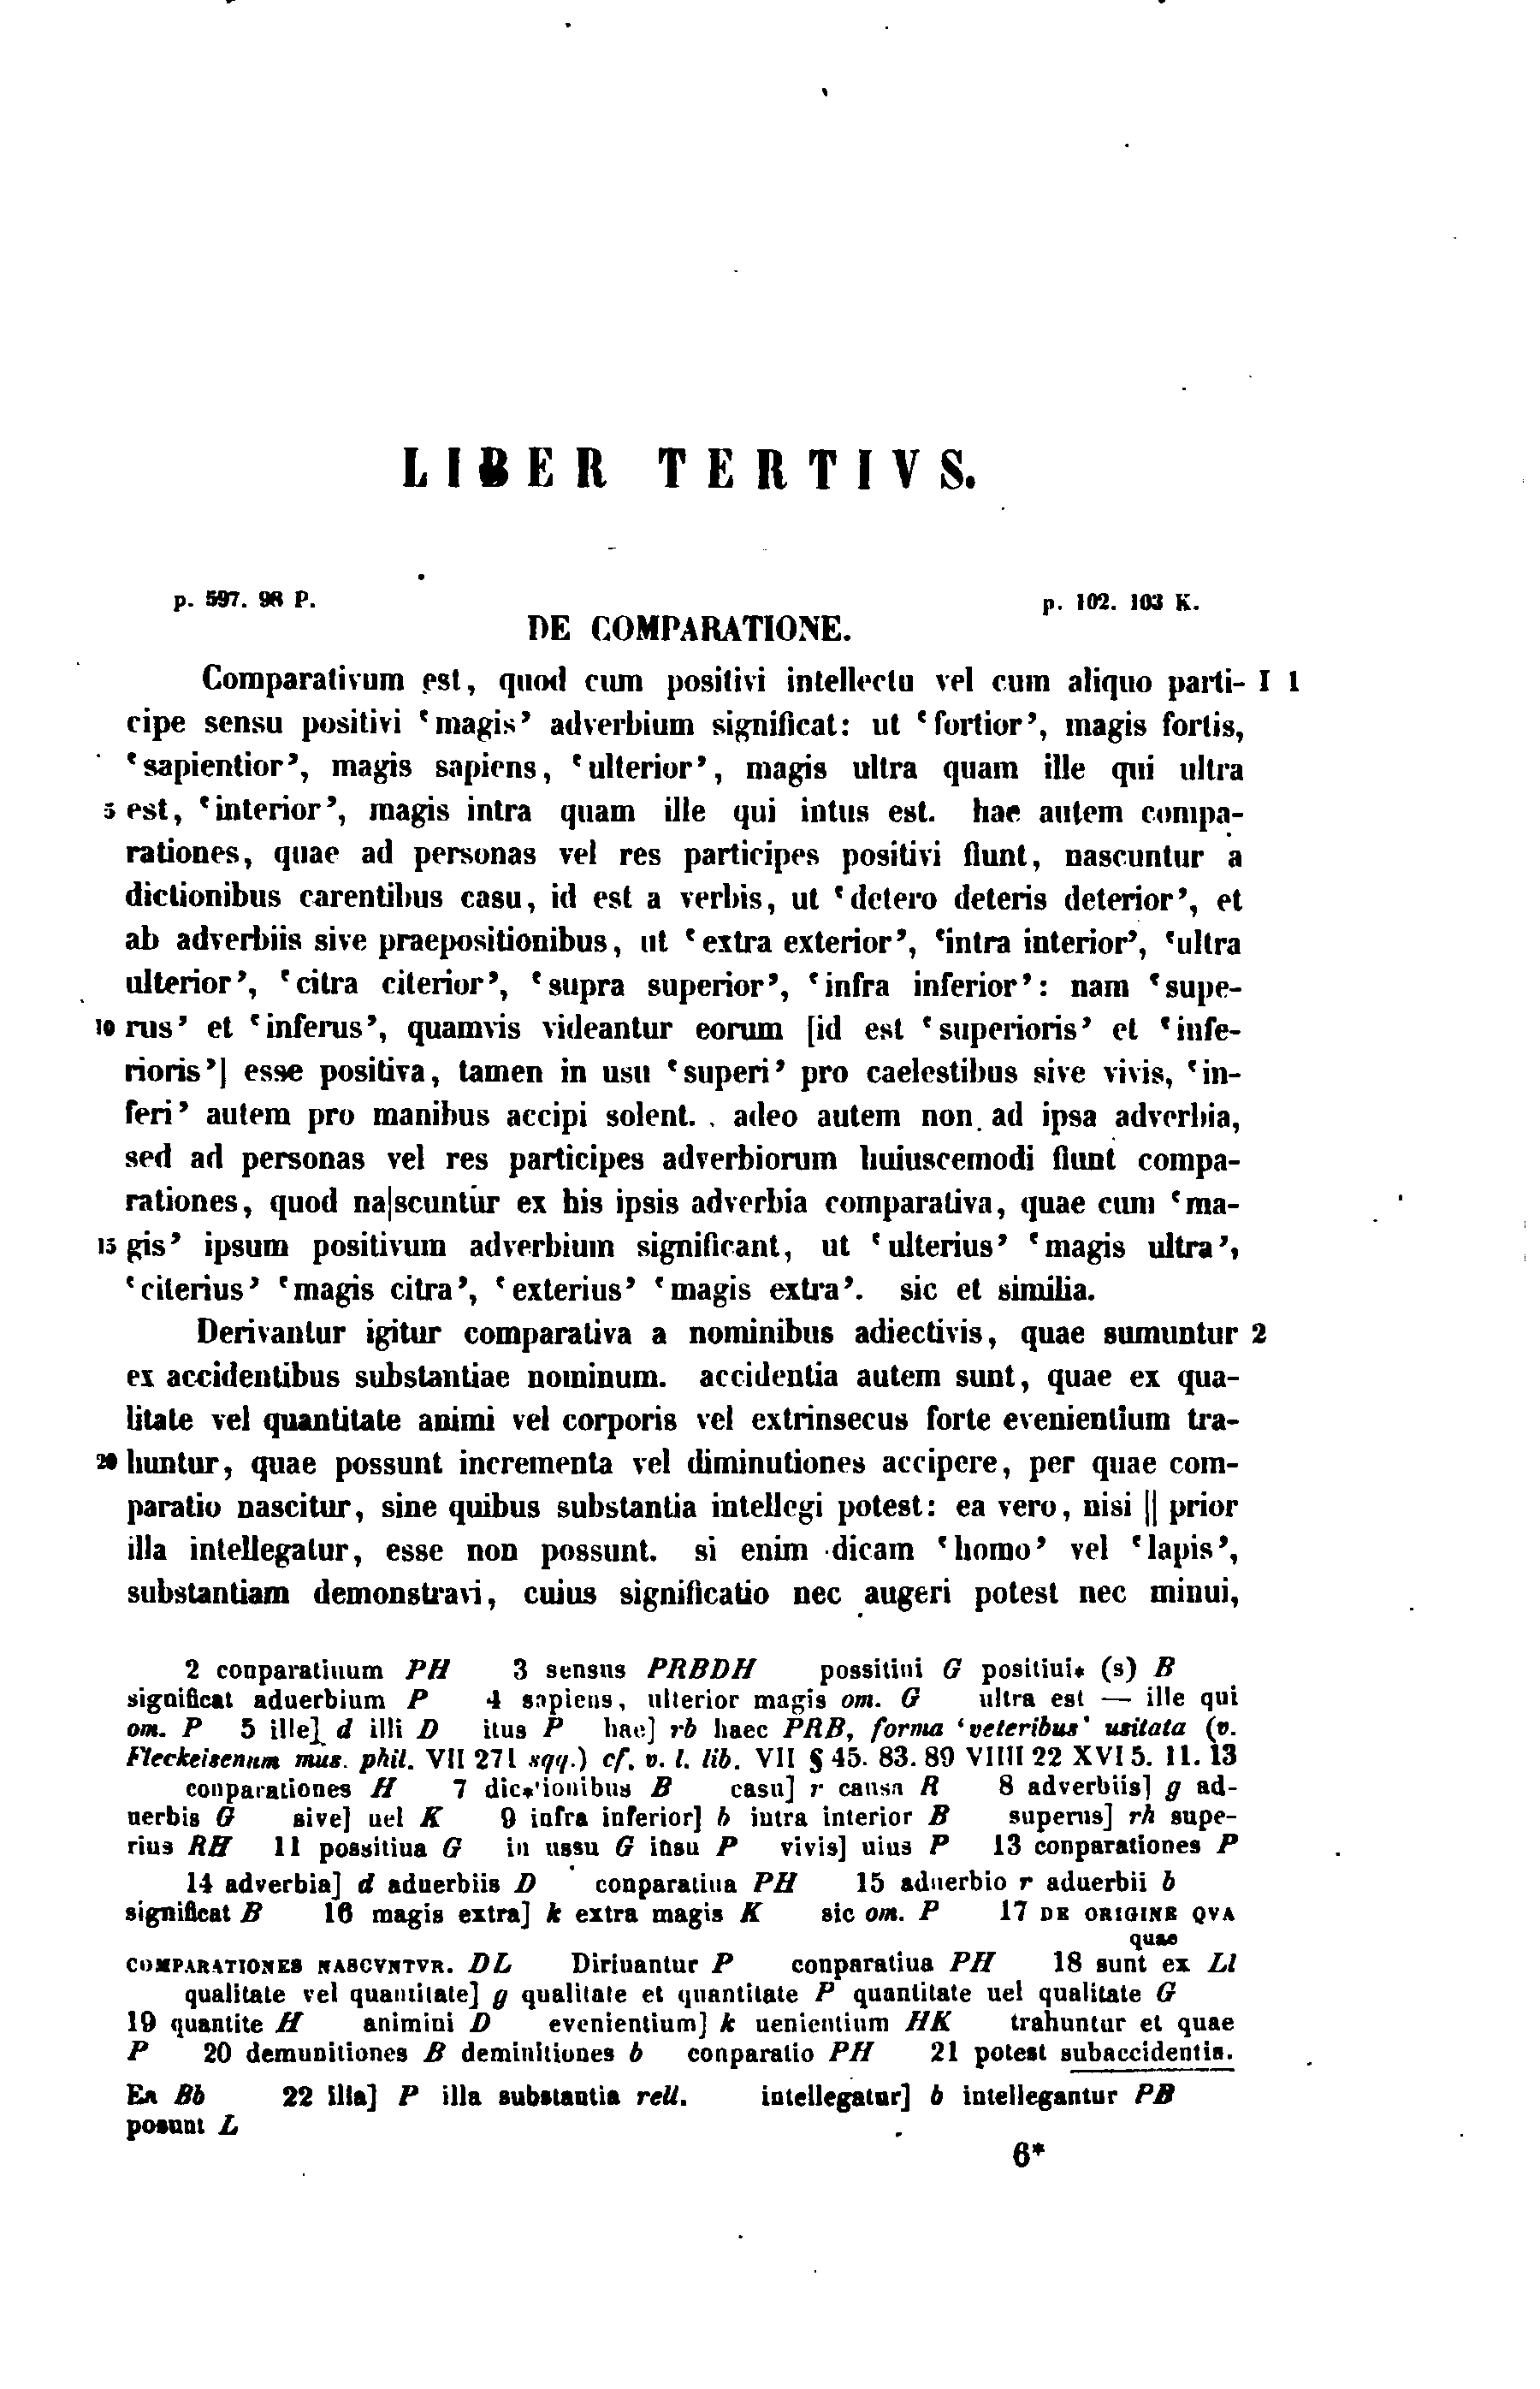 LIBER TERTIVS.
p. 597. 98 P.
p. 102. 103 K.
DE COMPARATIONE.
Comparativum est, quod cum positivi intellectu vel cum aliquo parti- I 1
cipe sensu positivi ‘magis’ adverbium significat: ut ‘fortior’, magis fortis,
‘sapientior’, magis sapiens, ‘ulterior’, magis ultra quam ille qui ultra
5 est, ‘interior’, magis intra quam ille qui intus est. hae autem compa-
rationes, quae ad personas vel res participes positivi fiunt, nascuntur a
dictionibus carentibus casu, id est a verbis, ut ‘detero deteris deterior’, et
ab adverbiis sive praepositionibus, ut ‘extra exterior’, ‘intra interior’, ‘ultra
ulterior’, ‘citra citerior’, ‘supra superior’, ‘infra inferior’: nam ‘supe-
10 rus’ et ‘inferus’, quamvis videantur eorum [id est ‘superioris’ et ‘infe-
rioris’] esse positiva, tamen in usu ‘superi’ pro caelestibus sive vivis, ‘in-
feri’ autem pro manibus accipi solent. adeo autem non ad ipsa adverbia,
sed ad personas vel res participes adverbiorum huiuscemodi fiunt compa-
rationes, quod na|scuntur ex his ipsis adverbia comparativa, quae cum ‘ma-
15 gis’ ipsum positivum adverbium significant, ut ‘ulterius’ ‘magis ultra’,
‘citerius’ ‘magis citra’, ‘exterius’ ‘magis extra’. sic et similia.
Derivantur igitur comparativa a nominibus adiectivis, quae sumuntur 2
ex accidentibus substantiae nominum. accidentia autem sunt, quae ex qua-
litate vel quantitate animi vel corporis vel extrinsecus forte evenientium tra-
20 huntur, quae possunt incrementa vel diminutiones accipere, per quae com-
paratio nascitur, sine quibus substantia intellegi potest: ea vero, nisi || prior
illa intellegatur, esse non possunt. si enim dicam ‘homo’ vel ‘lapis’,
substantiam demonstravi, cuius significatio nec augeri potest nec minui,
2 conparatiuum PH 3 sensus PRBDH possitiui G positiui* (s) B
significat aduerbium P 4 sapiens, ulterior magis om. G ultra est — ille qui
om. P 5 ille] d illi D itus P hae] rb haec PRB, forma ‘veteribus’ usitata (v.
Fleckeisenum mus. phil. VII 271 sqq.) cf. v. l. lib. VII § 45. 83. 89 VIIII 22 XVI 5. 11. 13
conparationes H 7 dic*'ionibus B casu] r causa R 8 adverbiis] g ad-
uerbis G sive] uel K 9 infra inferior] b intra interior B superus] rh supe-
rius RH 11 possitiua G in ussu G insu P vivis] uius P 13 conparationes P
14 adverbia] d aduerbiis D conparatiua PH 15 aduerbio r aduerbii b
significat B 16 magis extra] k extra magis K sic om. P 17 DE ORIGINE QVA
quae
COMPARATIONES NASCVNTVR. DL Diriuantur P conparatiua PH 18 sunt ex Ll
qualitate vel quantitate] g qualitate et quantitate P quantitate uel qualitate G
19 quantite H animini D evenientium] k uenientium HK trahuntur et quae
P 20 demunitiones B deminitiones b conparatio PH 21 potest subaccidentia.
EA Bb 22 illa] P illa substantia rell. intellegatur] b intellegantur PB
posunt L
6*